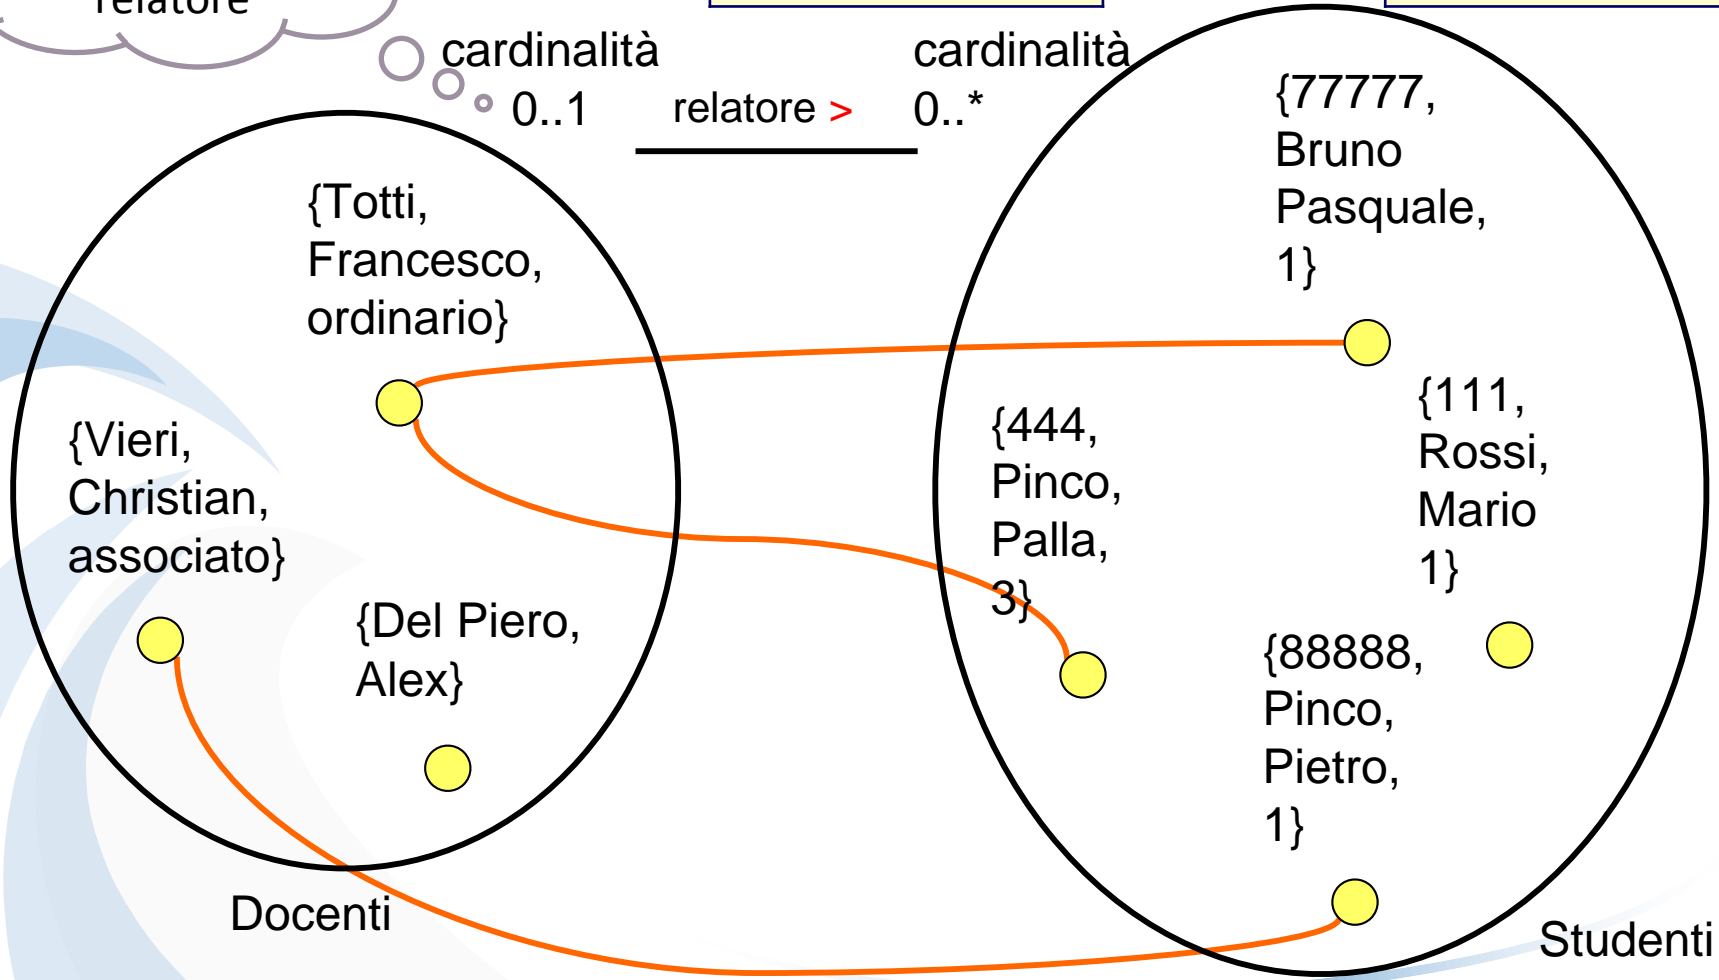 relatore
cardinalità
0..1
relatore >
cardinalità
0..*
{Totti,
Francesco,
ordinario}
{Vieri,
Christian,
associato}
{Del Piero,
Alex}
Docenti
{77777,
Bruno
Pasquale,
1}
{444,
Pinco,
Palla,
3}
{111,
Rossi,
Mario
1}
{88888,
Pinco,
Pietro,
1}
Studenti